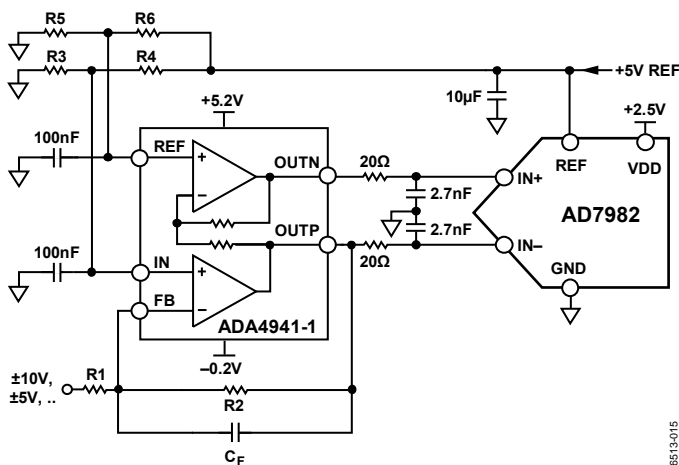 R5
R6
R3
R4
+5V REF
10µF
+5.2V
+2.5V
100nF
REF
OUTN
20Ω
REF
VDD
IN+
2.7nF
+
–
OUTP
2.7nF
AD7982
100nF
IN
20Ω
IN–
+
GND
FB
–
ADA4941-1
–0.2V
±10V,
±5V, ..
R1
R2
CF
6513-015